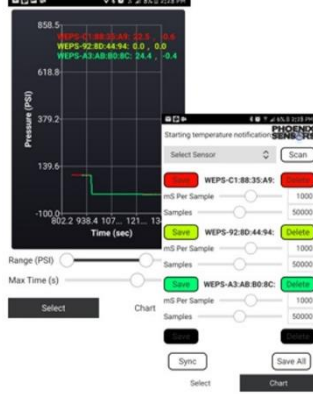 858.5
WEPS-C1:88:35:A9: 22.5 , -0.6
WEPS-92:8D:44:94: 0.0 , 0.0
WEPS-A3:AB:B0:8C: 24.4 , -0.4
618.8
379.2
139.6
-100.0
802.2 938.4 107... 121... 13
Pressure (PSI)
Time (sec)
Range (PSI)
Max Time (s)
Select
Chart
Starting temperature notification
PHOENIX
SENSORS
Select Sensor
Scan
Save WEPS-C1:88:35:A9: Delete
mS Per Sample 1000
Samples 50000
Save WEPS-92:8D:44:94: Delete
mS Per Sample 1000
Samples 50000
Save WEPS-A3:AB:B0:8C: Delete
mS Per Sample 1000
Samples 50000
Save Delete
Sync Save All
Select Chart